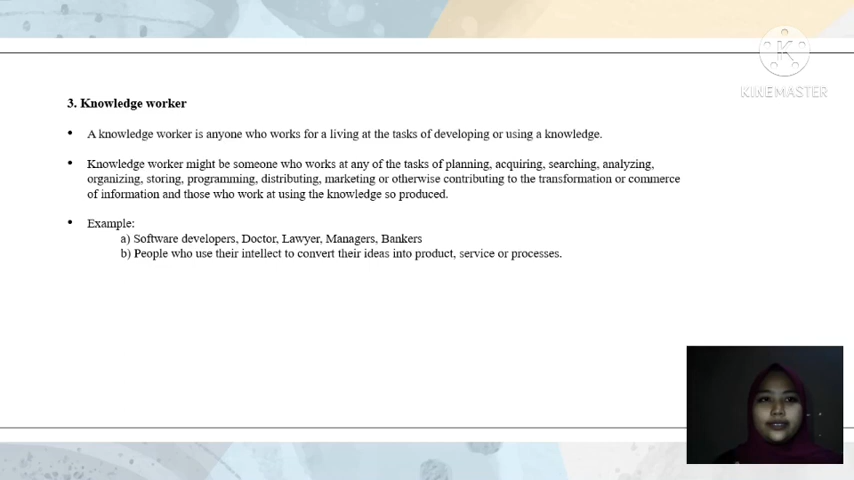 K
KINEMASTER
3. Knowledge worker
• A knowledge worker is anyone who works for a living at the tasks of developing or using a knowledge.
• Knowledge worker might be someone who works at any of the tasks of planning, acquiring, searching, analyzing,
organizing, storing, programming, distributing, marketing or otherwise contributing to the transformation or commerce
of information and those who work at using the knowledge so produced.
• Example:
a) Software developers, Doctor, Lawyer, Managers, Bankers
b) People who use their intellect to convert their ideas into product, service or processes.